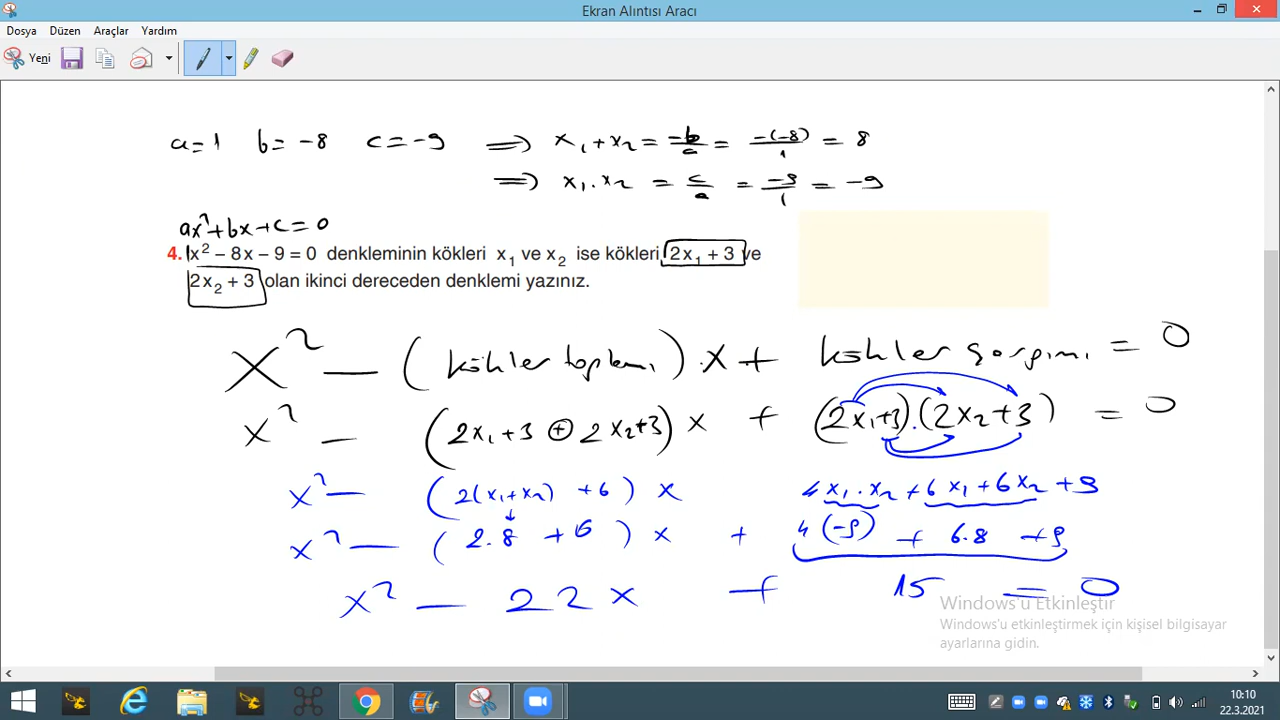 Ekran Alıntısı Aracı
Dosya Düzen Araçlar Yardım
Yeni
a=1 b=-8 c=-9 ⟹ x₁+x₂ = -b/a = -(-8)/1 = 8
⟹ x₁.x₂ = c/a = -9/1 = -9
ax²+bx+c=0
4. 1x² – 8x – 9 = 0 denkleminin kökleri x₁ ve x₂ ise kökleri 2x₁ + 3 ve
2x₂ + 3 olan ikinci dereceden denklemi yazınız.
x² — (kökler toplamı).x + kökler çarpımı = 0
x² — (2x₁+3 ⊕ 2x₂+3) x + (2x₁+3).(2x₂+3) = 0
x² — (2(x₁+x₂) +6) x 4x₁.x₂ +6x₁+6x₂ +9
x² — (2.8 +6) x + 4(-9) + 6.8 +9
x² — 22x + 15 = 0
Windows'u Etkinleştir
Windows'u etkinleştirmek için kişisel bilgisayar
ayarlarına gidin.
10:10
22.3.2021